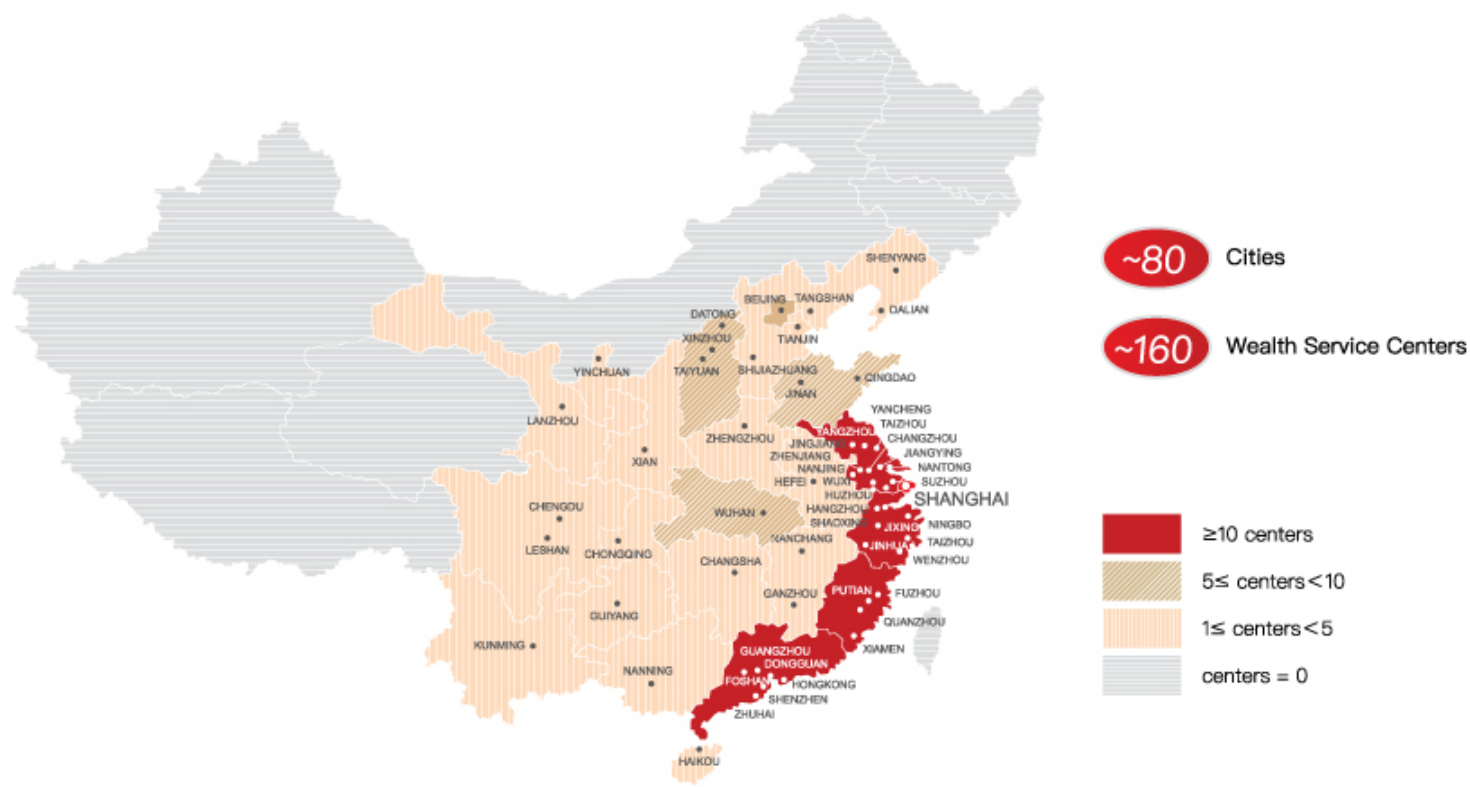 SHENYANG
BEIJING
TANGSHAN
DATONG
DALIAN
XINZHOU
TIANJIN
YINCHUAN
TAIYUAN
SHIJIAZHUANG
QINGDAO
JINAN
LANZHOU
YANCHENG
TAIZHOU
YANGZHOU
ZHENGZHOU
CHANGZHOU
JINGJIANG
JIANGYING
ZHENJIANG
XIAN
NANJING
NANTONG
HEFEI
WUXI
SUZHOU
HUZHOU
SHANGHAI
CHENGDU
HANGZHOU
WUHAN
SHAOXING
JIXING
NINGBO
NANCHANG
TAIZHOU
JINHUA
LESHAN
CHONGQING
WENZHOU
CHANGSHA
PUTIAN
FUZHOU
GANZHOU
GUIYANG
QUANZHOU
KUNMING
XIAMEN
GUANGZHOU
DONGGUAN
NANNING
FOSHAN
HONGKONG
SHENZHEN
ZHUHAI
HAIKOU
~80 Cities
~160 Wealth Service Centers
≥10 centers
5≤ centers<10
1≤ centers<5
centers = 0